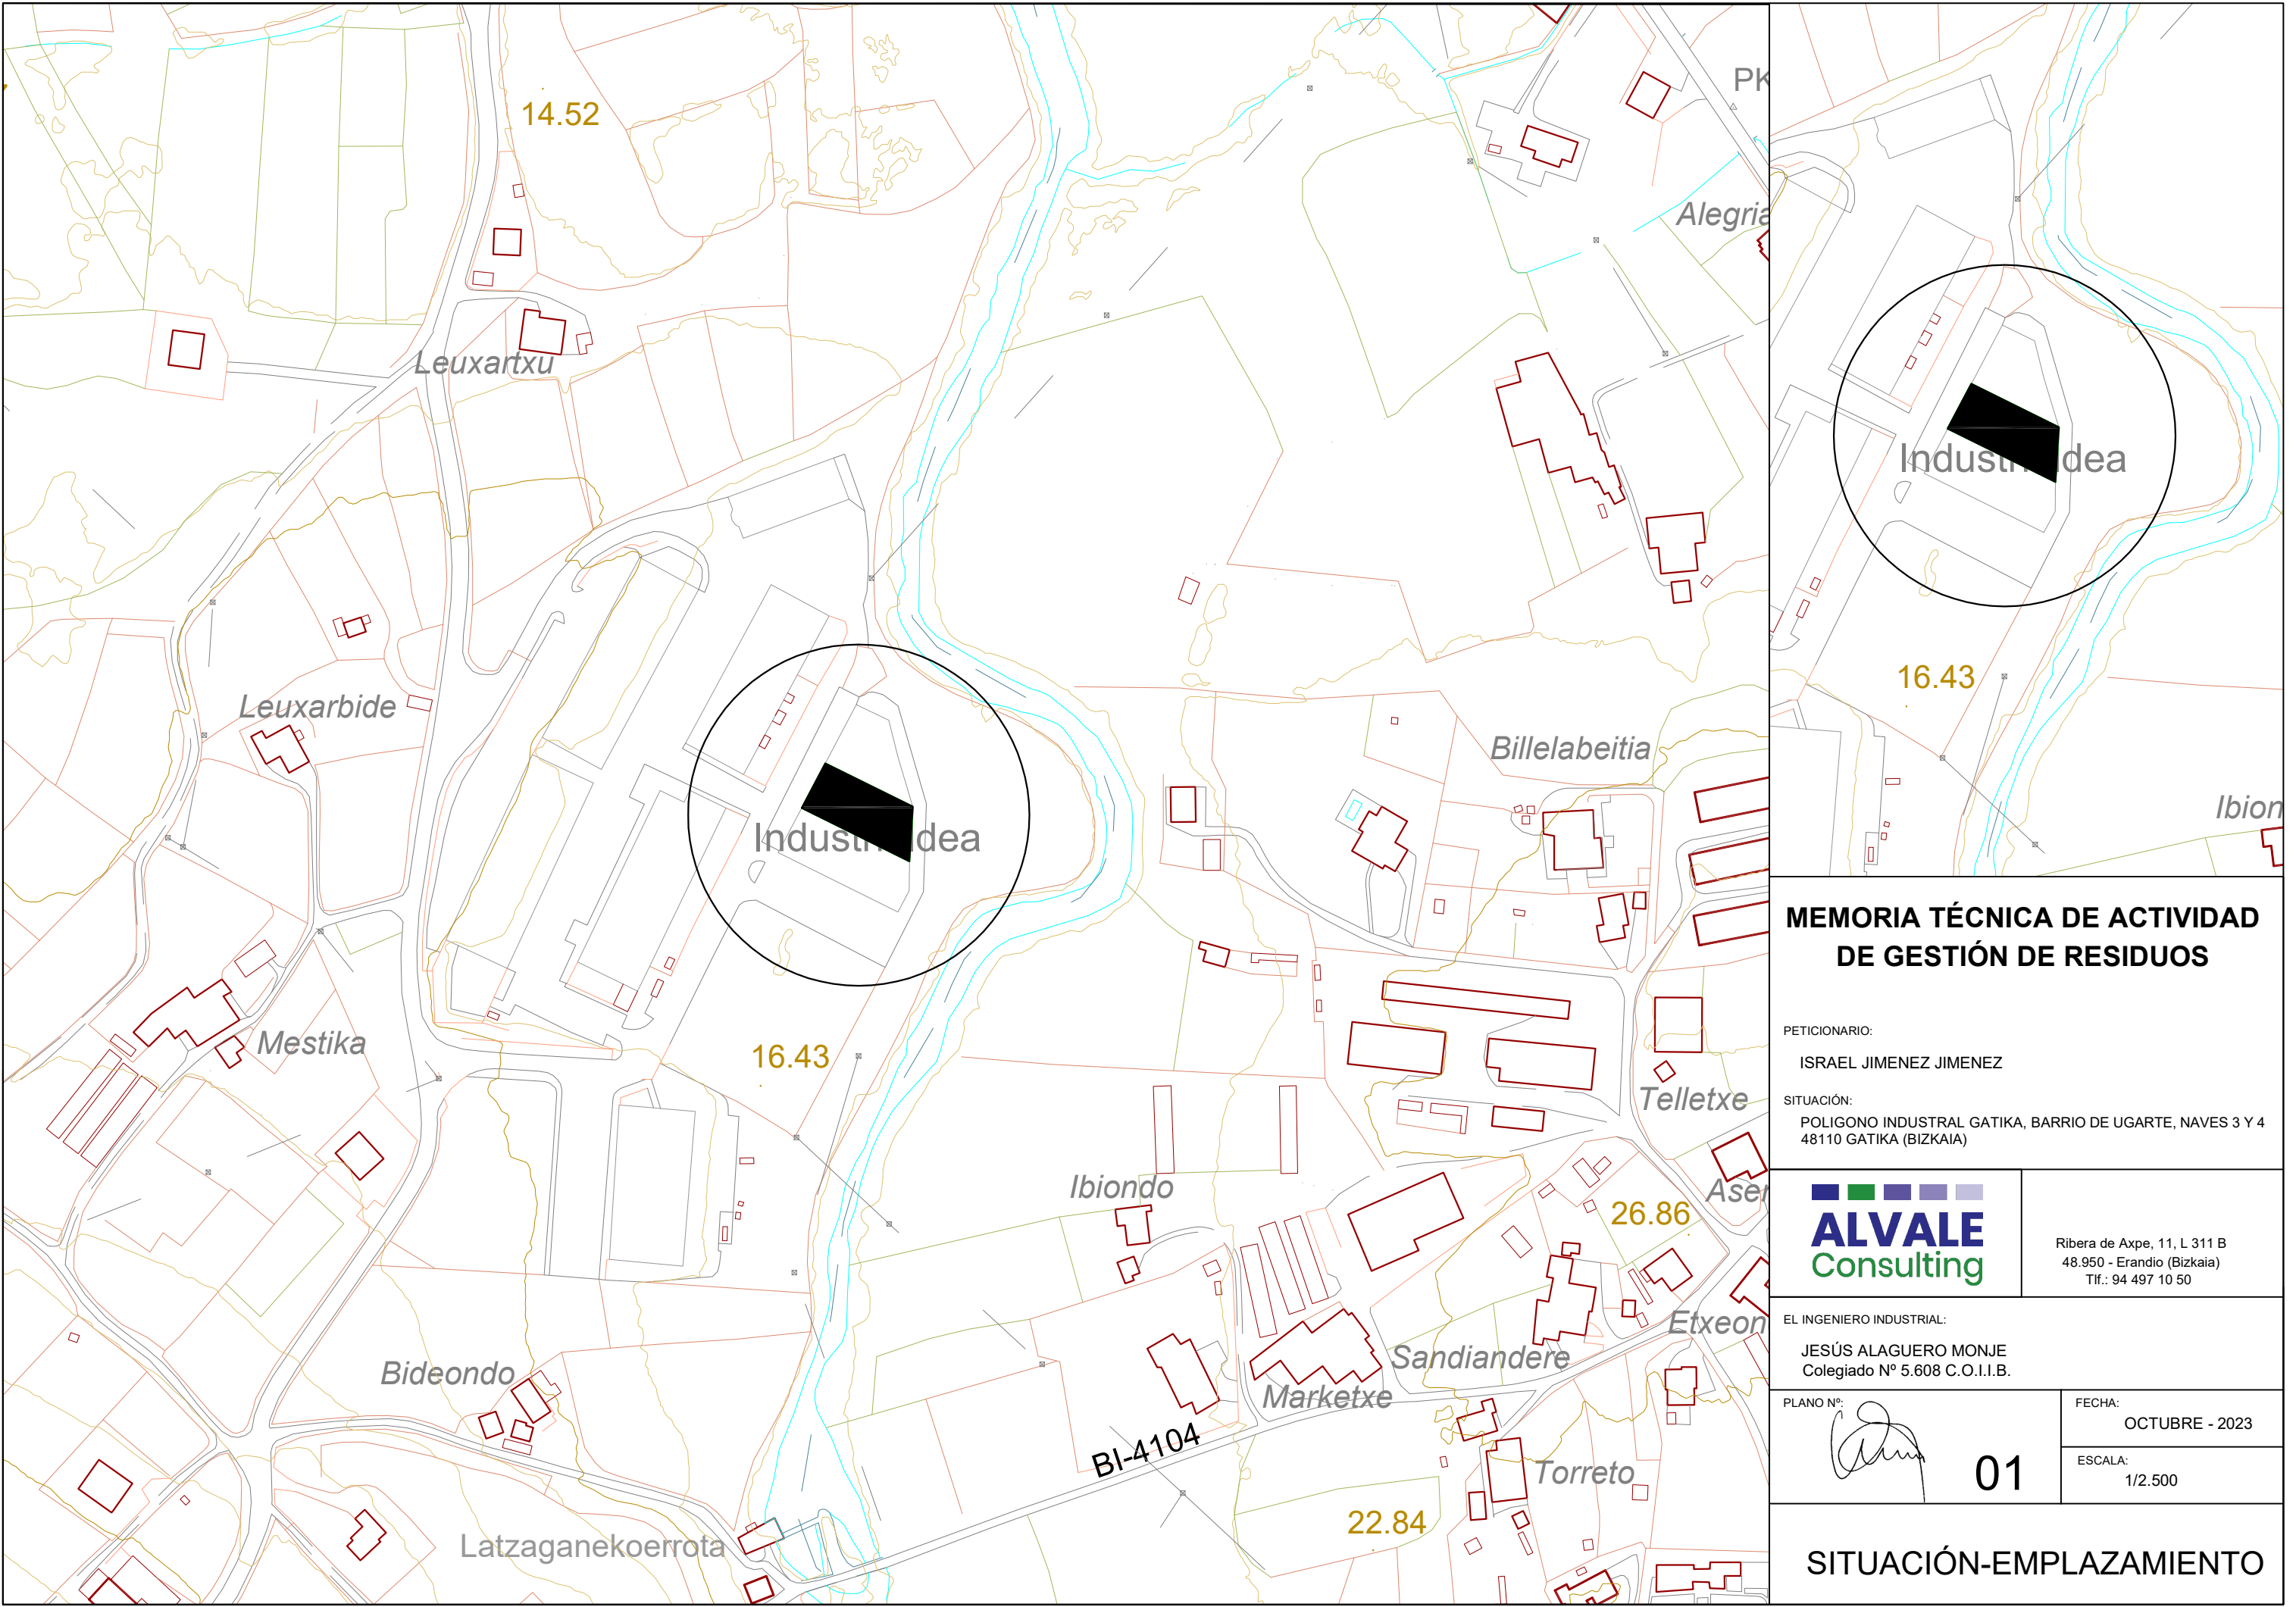 14.52
PK
Alegria
Leuxartxu
Leuxarbide
Billelabeitia
Mestika
16.43
Telletxe
Ibiondo
26.86
Etxeon
Bideondo
Sandiandere
Marketxe
BI-4104
Torreto
22.84
Latzaganekoerrota
16.43
Ibion
MEMORIA TÉCNICA DE ACTIVIDAD
DE GESTIÓN DE RESIDUOS
PETICIONARIO:
ISRAEL JIMENEZ JIMENEZ
SITUACIÓN:
POLIGONO INDUSTRAL GATIKA, BARRIO DE UGARTE, NAVES 3 Y 4
48110 GATIKA (BIZKAIA)
ALVALE
Consulting
Ribera de Axpe, 11, L 311 B
48.950 - Erandio (Bizkaia)
Tlf.: 94 497 10 50
EL INGENIERO INDUSTRIAL:
JESÚS ALAGUERO MONJE
Colegiado Nº 5.608 C.O.I.I.B.
PLANO Nº:
01
FECHA:
OCTUBRE - 2023
ESCALA:
1/2.500
SITUACIÓN-EMPLAZAMIENTO